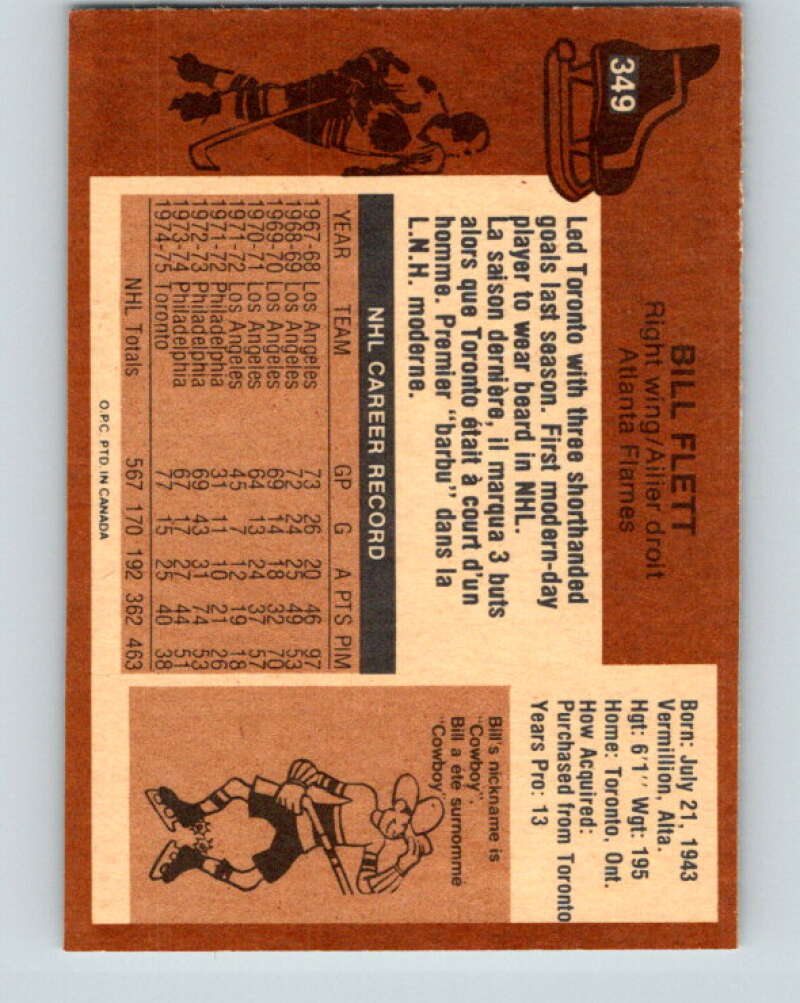 349
BILL FLETT
Right wing/Ailier droit
Atlanta Flames
Born: July 21, 1943
Vermillion, Alta.
Hgt: 6'1" Wgt: 195
Home: Toronto, Ont.
How Acquired:
Purchased from Toronto
Years Pro: 13
Led Toronto with three shorthanded
goals last season. First modern-day
player to wear beard in NHL.
La saison dernière, il marqua 3 buts
alors que Toronto était à court d'un
homme. Premier "barbu" dans la
L.N.H. moderne.
NHL CAREER RECORD
YEAR TEAM GP G A PTS PIM
1967-68 Los Angeles 73 26 20 46 97
1968-69 Los Angeles 72 24 25 49 53
1969-70 Los Angeles 69 14 18 32 70
1970-71 Los Angeles 64 13 24 37 57
1971-72 Los Angeles 45 7 12 19 18
1971-72 Philadelphia 31 11 10 21 26
1972-73 Philadelphia 69 43 31 74 53
1973-74 Philadelphia 67 17 27 44 51
1974-75 Toronto 77 15 25 40 38
NHL Totals 567 170 192 362 463
Bill's nickname is
"Cowboy".
Bill a ete surnommé
"Cowboy".
O.P.C. PTD. IN CANADA